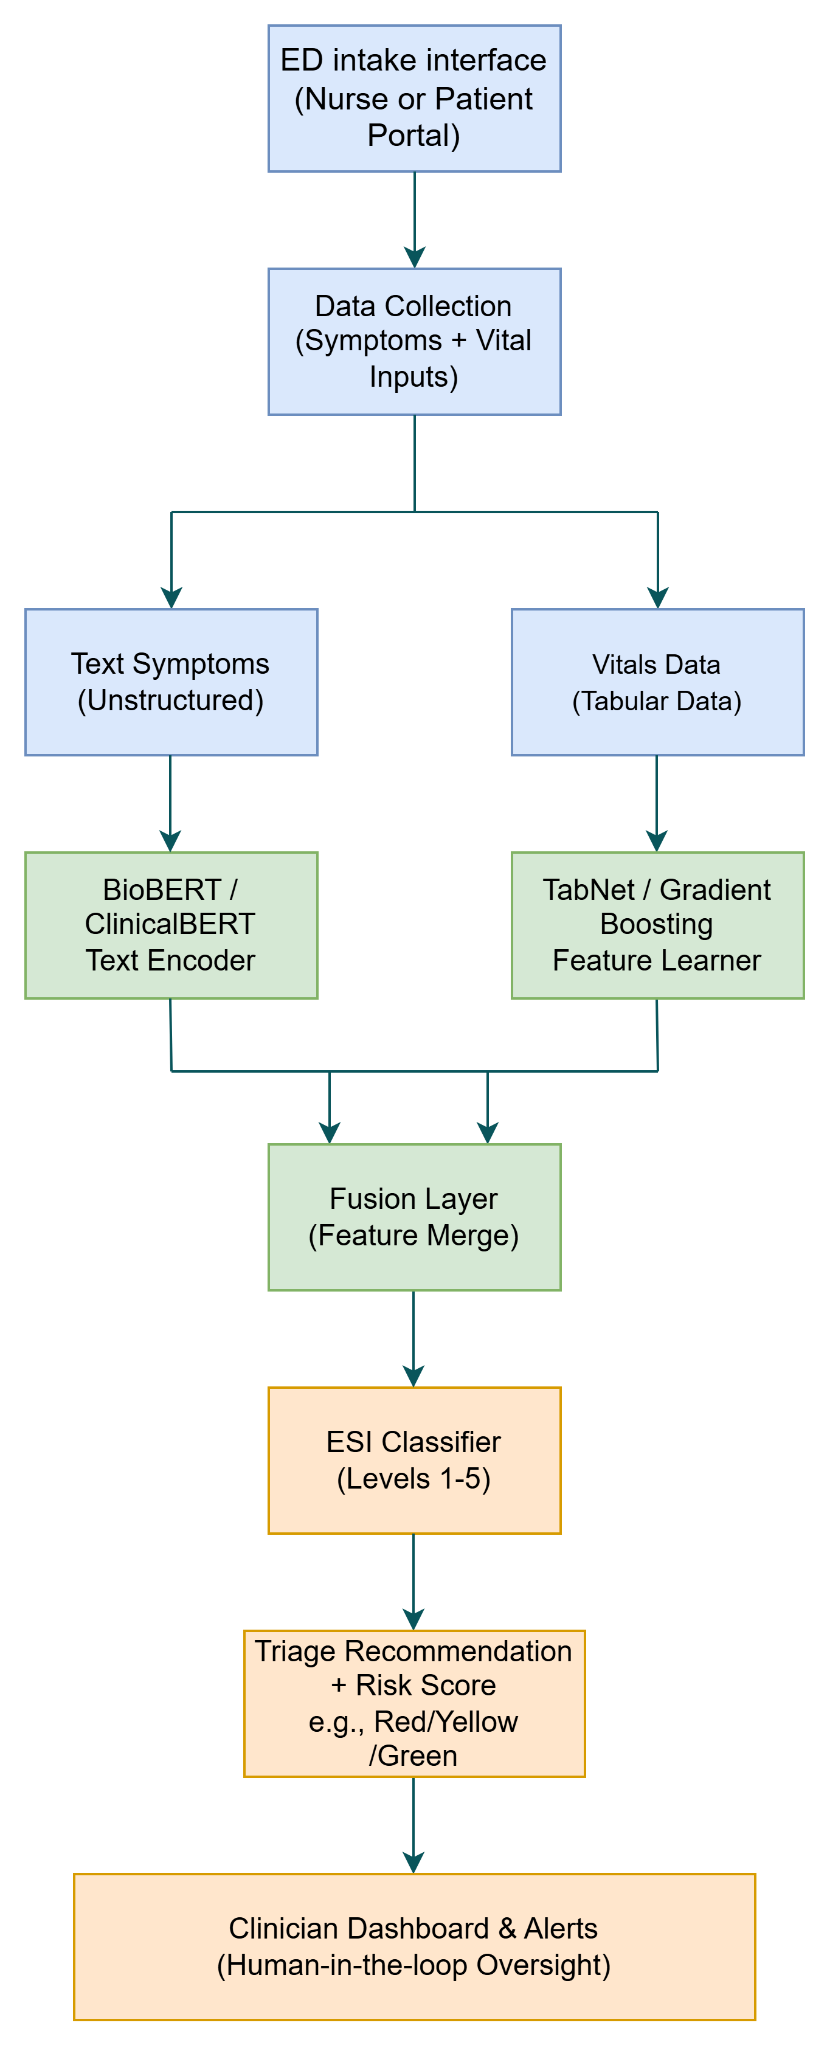 ED intake interface
(Nurse or Patient
Portal)
Data Collection
(Symptoms + Vital
Inputs)
Text Symptoms
(Unstructured)
Vitals Data
(Tabular Data)
BioBERT /
ClinicalBERT
Text Encoder
TabNet / Gradient
Boosting
Feature Learner
Fusion Layer
(Feature Merge)
ESI Classifier
(Levels 1-5)
Triage Recommendation
+ Risk Score
e.g., Red/Yellow
/Green
Clinician Dashboard & Alerts
(Human-in-the-loop Oversight)